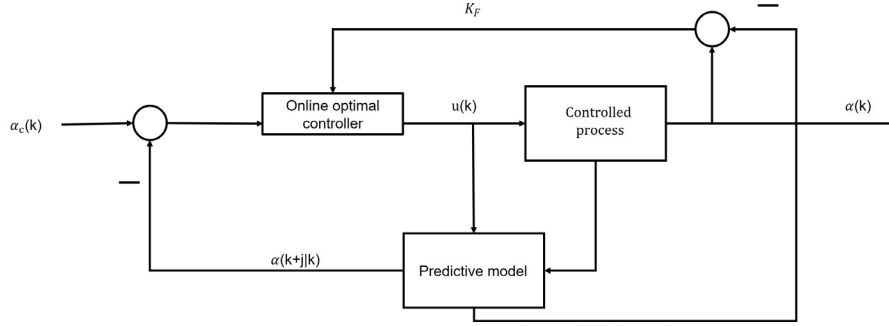 K_F
Online optimal
controller
u(k)
Controlled
process
α(k)
α_c(k)
α(k+j|k)
Predictive model